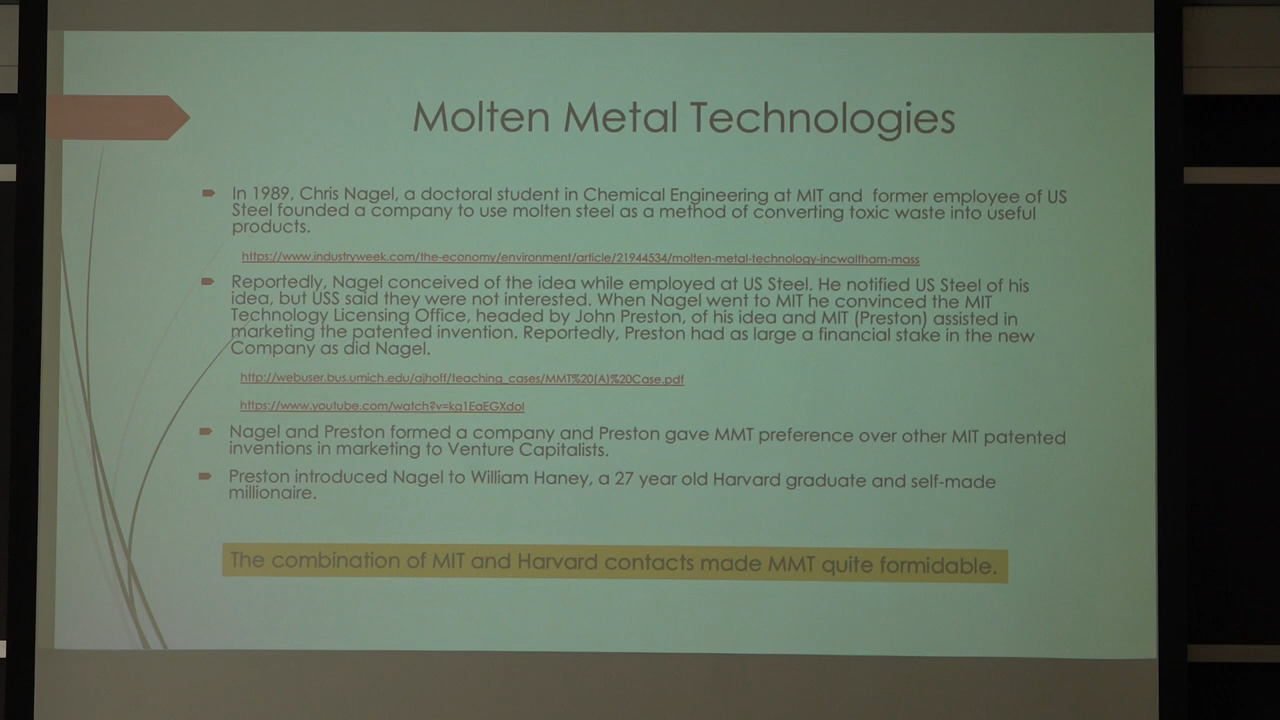 Molten Metal Technologies
In 1989, Chris Nagel, a doctoral student in Chemical Engineering at MIT and former employee of US
Steel founded a company to use molten steel as a method of converting toxic waste into useful
products.
https://www.industryweek.com/the-economy/environment/article/21944534/molten-metal-technology-incwaltham-mass
Reportedly, Nagel conceived of the idea while employed at US Steel. He notified US Steel of his
idea, but USS said they were not interested. When Nagel went to MIT he convinced the MIT
Technology Licensing Office, headed by John Preston, of his idea and MIT (Preston) assisted in
marketing the patented invention. Reportedly, Preston had as large a financial stake in the new
Company as did Nagel.
http://webuser.bus.umich.edu/ajhoff/teaching_cases/MMT%20(A)%20Case.pdf
https://www.youtube.com/watch?v=kg1EaEGXdoI
Nagel and Preston formed a company and Preston gave MMT preference over other MIT patented
inventions in marketing to Venture Capitalists.
Preston introduced Nagel to William Haney, a 27 year old Harvard graduate and self-made
millionaire.
The combination of MIT and Harvard contacts made MMT quite formidable.